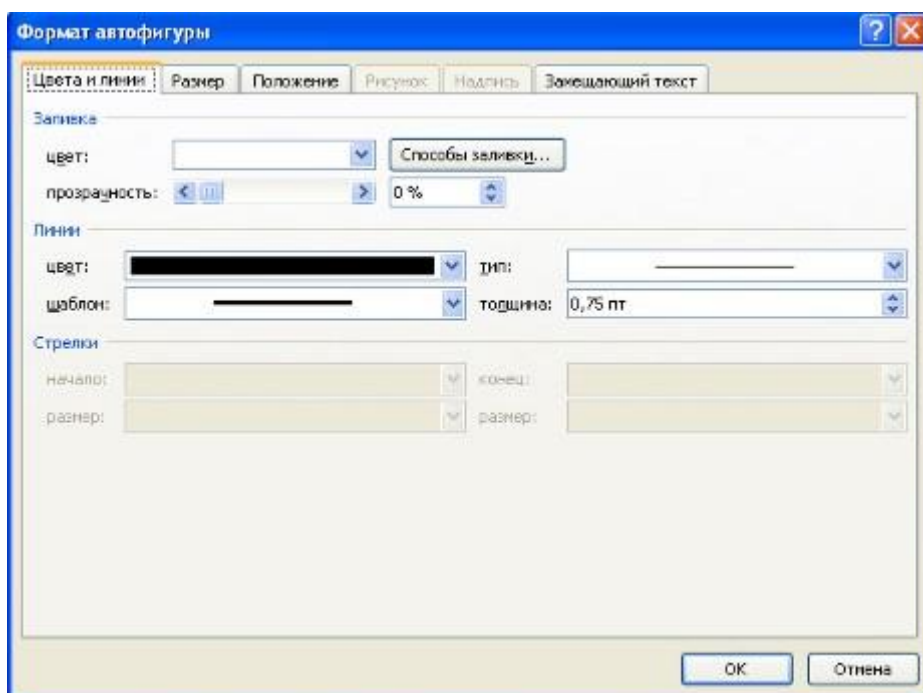 Формат автофигуры
Цвета и линии Размер Положение Рисунок Надпись Замещающий текст
Заливка
цвет: Способы заливки...
прозрачность: 0 %
Линии
цвет: тип:
шаблон: толщина: 0,75 пт
Стрелки
начало: конец:
размер: размер:
ОК Отмена